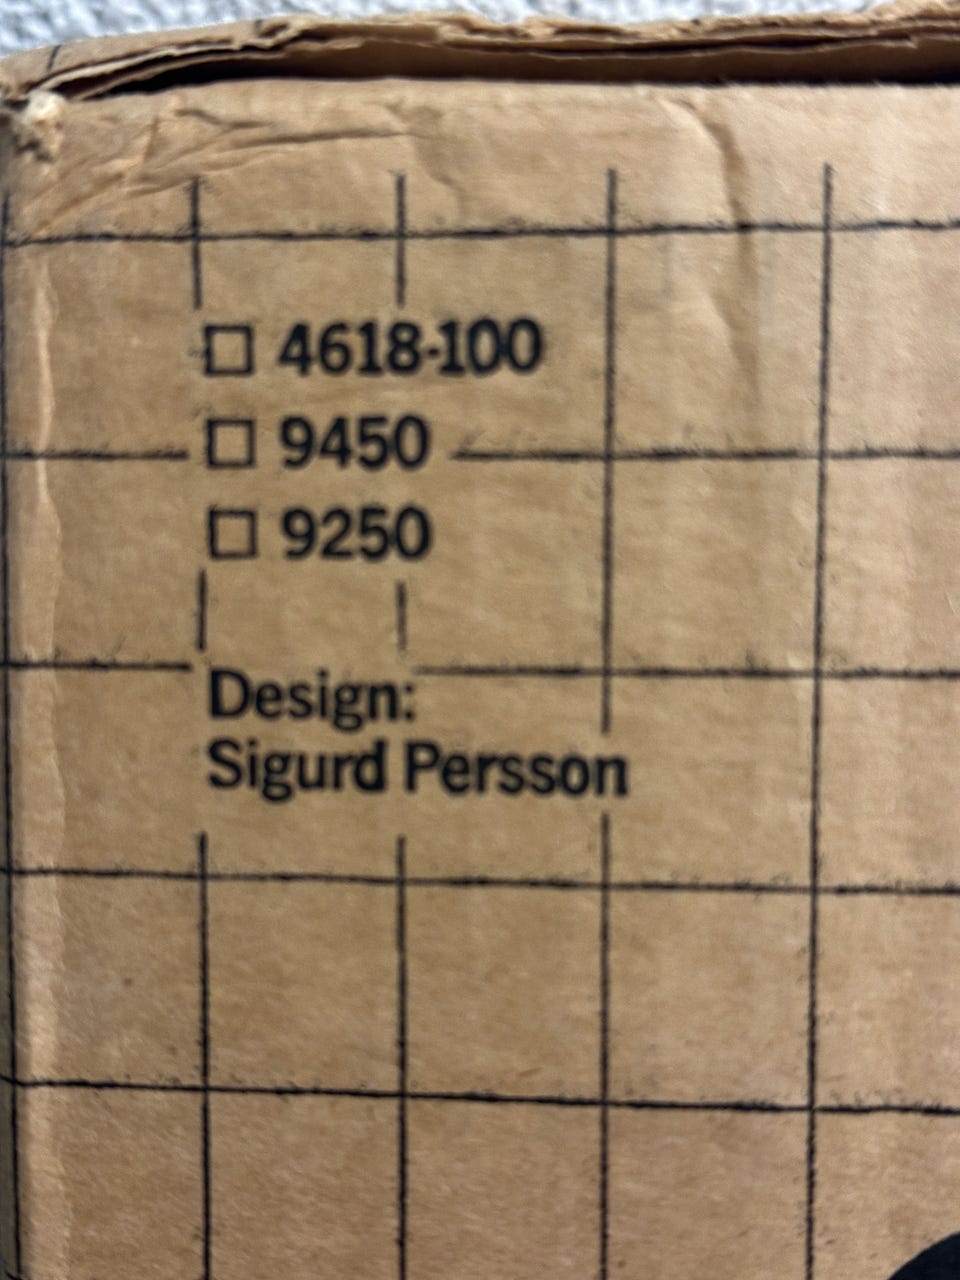 ☐ 4618-100
☐ 9450
☐ 9250
Design:
Sigurd Persson